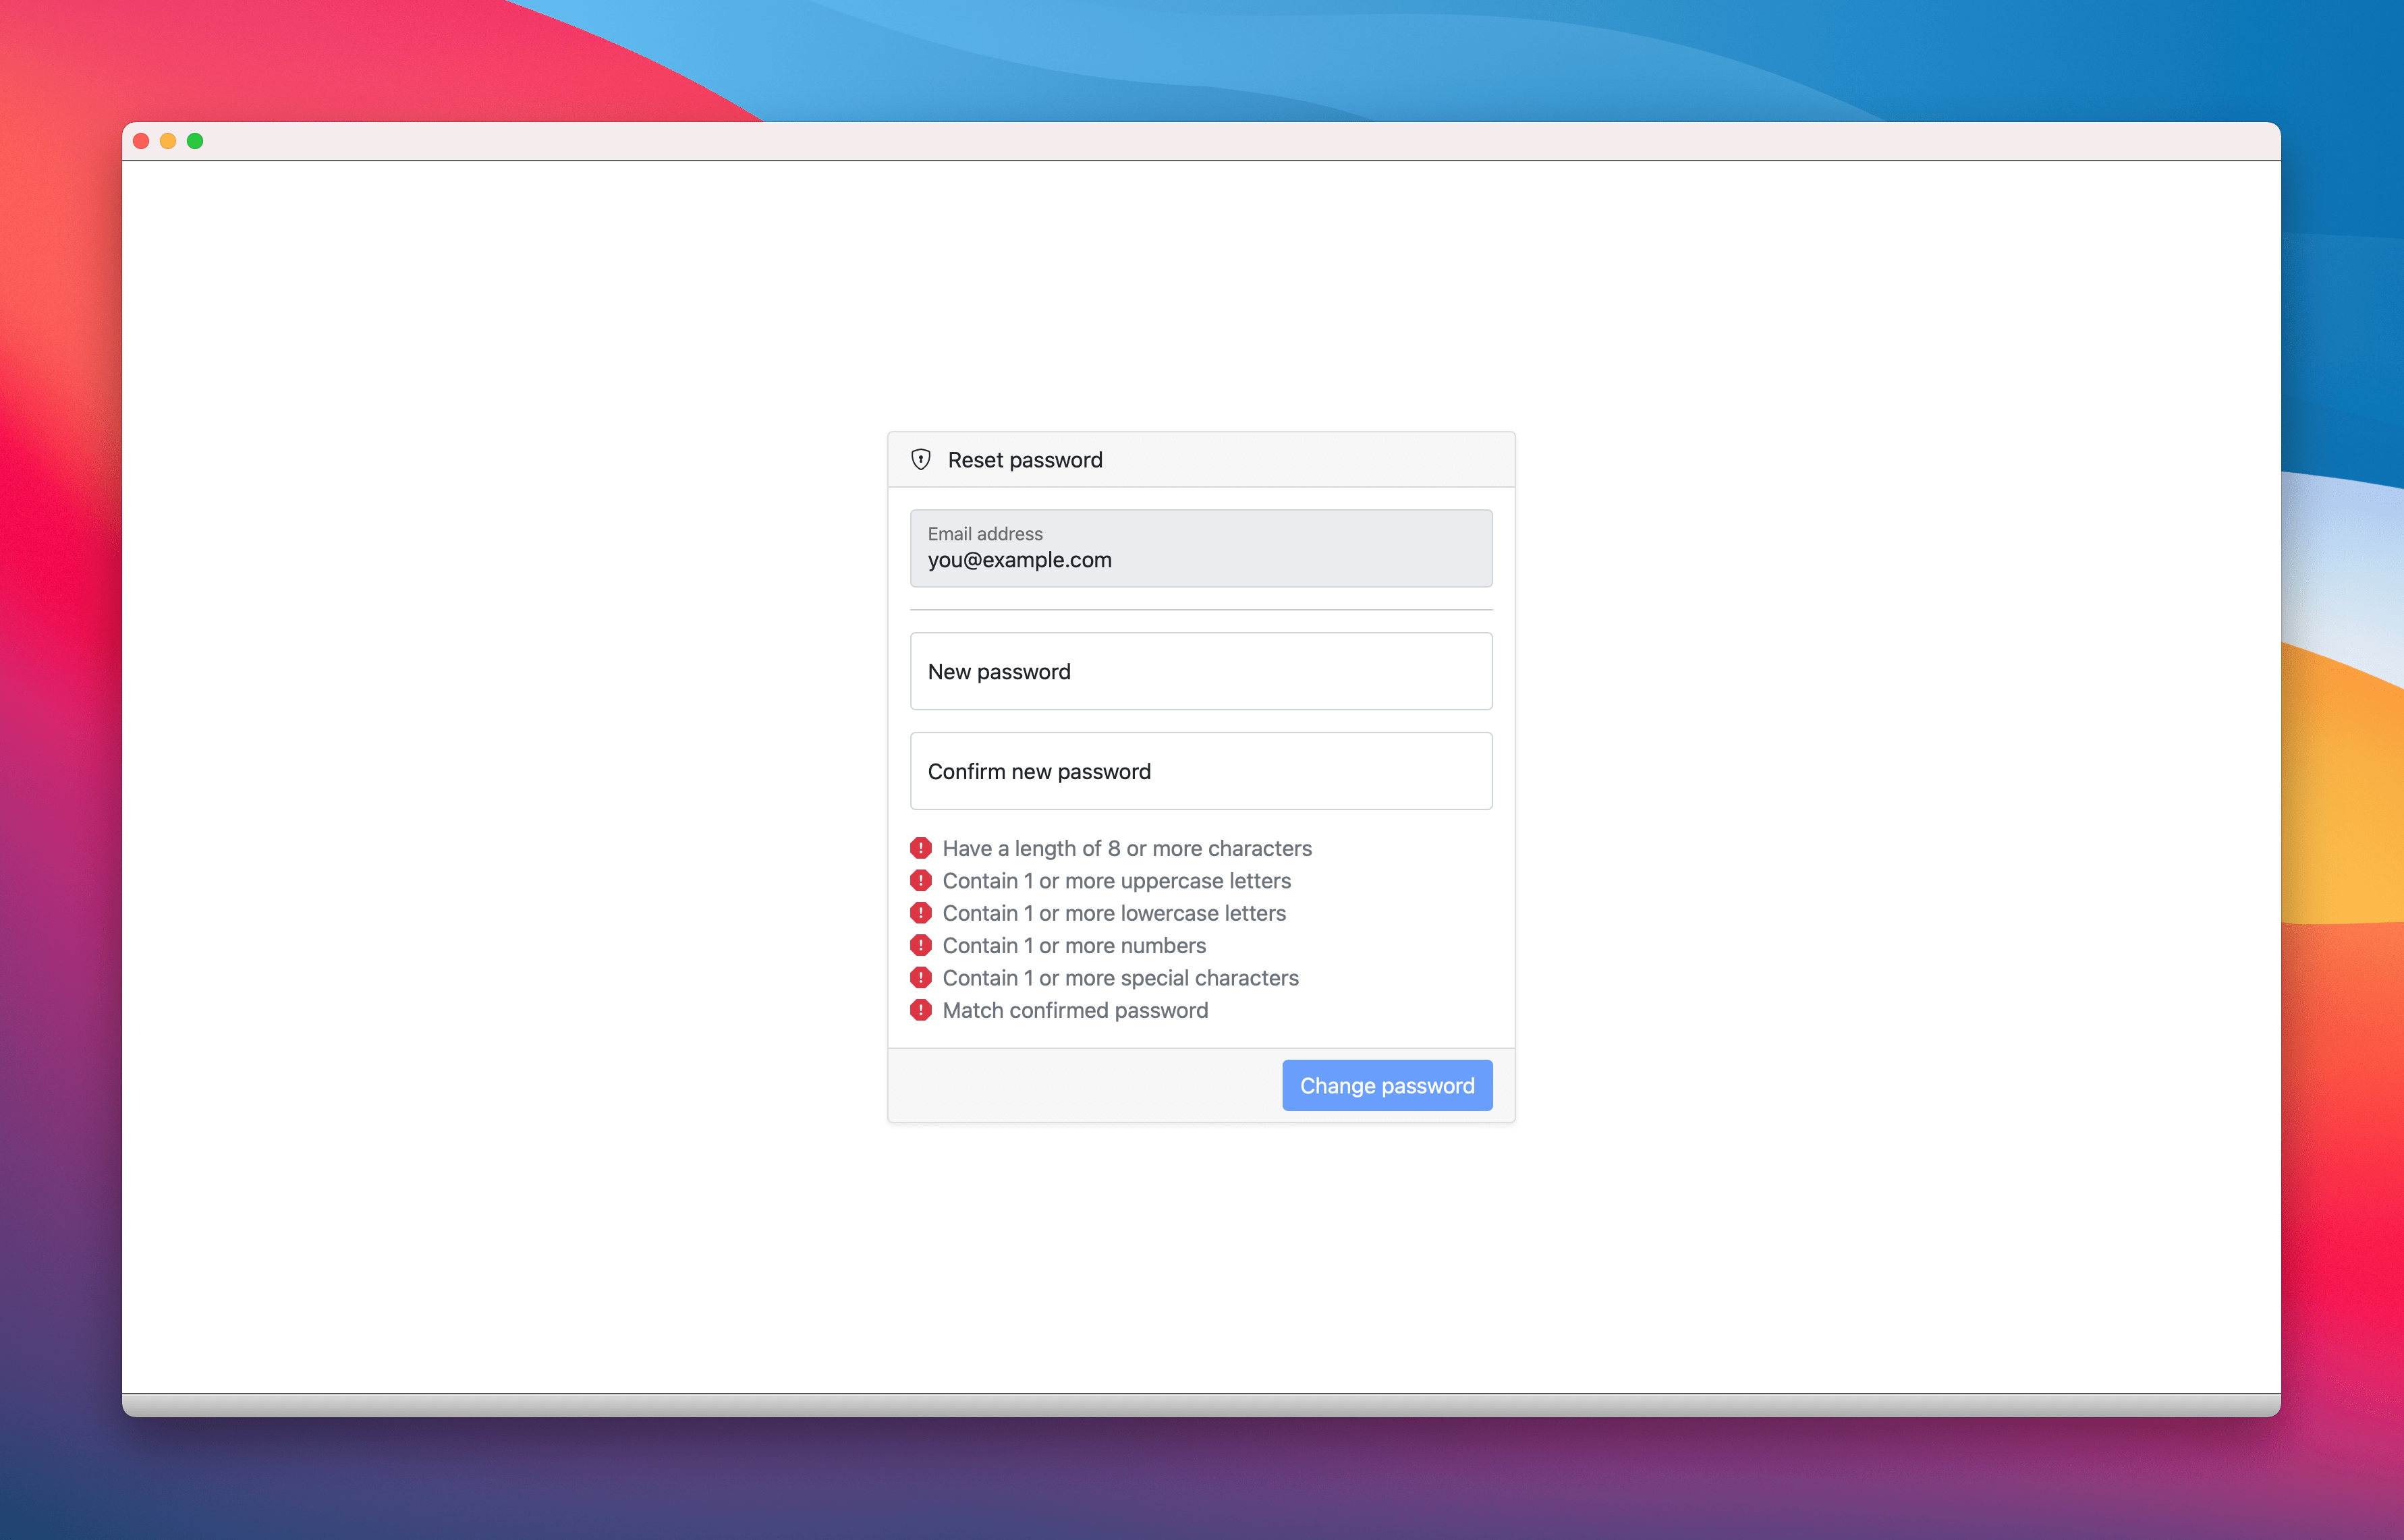 Reset password
Email address
you@example.com
New password
Confirm new password
Have a length of 8 or more characters
Contain 1 or more uppercase letters
Contain 1 or more lowercase letters
Contain 1 or more numbers
Contain 1 or more special characters
Match confirmed password
Change password